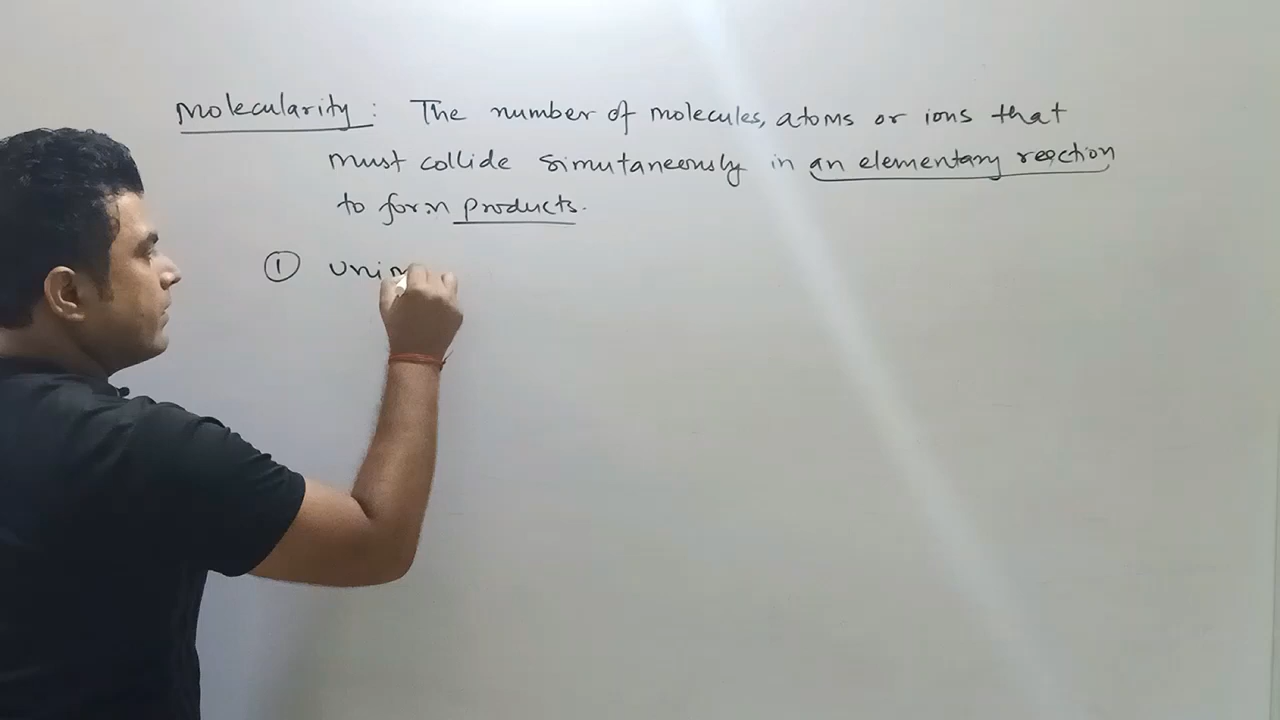 Molecularity : The number of molecules, atoms or ions that
must collide simutaneously in an elementary reaction
to form products.
① Unim